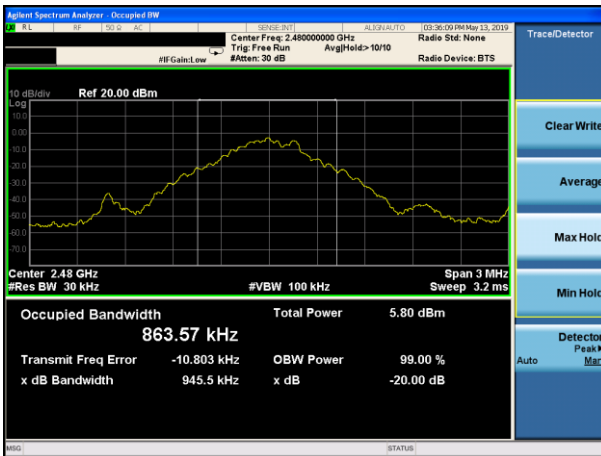 Agilent Spectrum Analyzer - Occupied BW
RL RF 50 Ω AC SENSE:INT ALIGN AUTO 03:36:09 PM May 13, 2019
Center Freq: 2.480000000 GHz Radio Std: None
Trig: Free Run Avg|Hold:> 10/10
#IFGain:Low #Atten: 30 dB Radio Device: BTS
Trace/Detector
10 dB/div Ref 20.00 dBm
Log
10.0
0.00
-10.0
-20.0
-30.0
-40.0
-50.0
-60.0
-70.0
Center 2.48 GHz Span 3 MHz
#Res BW 30 kHz #VBW 100 kHz Sweep 3.2 ms
Occupied Bandwidth Total Power 5.80 dBm
863.57 kHz
Transmit Freq Error -10.803 kHz OBW Power 99.00 %
x dB Bandwidth 945.5 kHz x dB -20.00 dB
Clear Write
Average
Max Hold
Min Hold
Detector
Peak
Auto Man
MSG STATUS